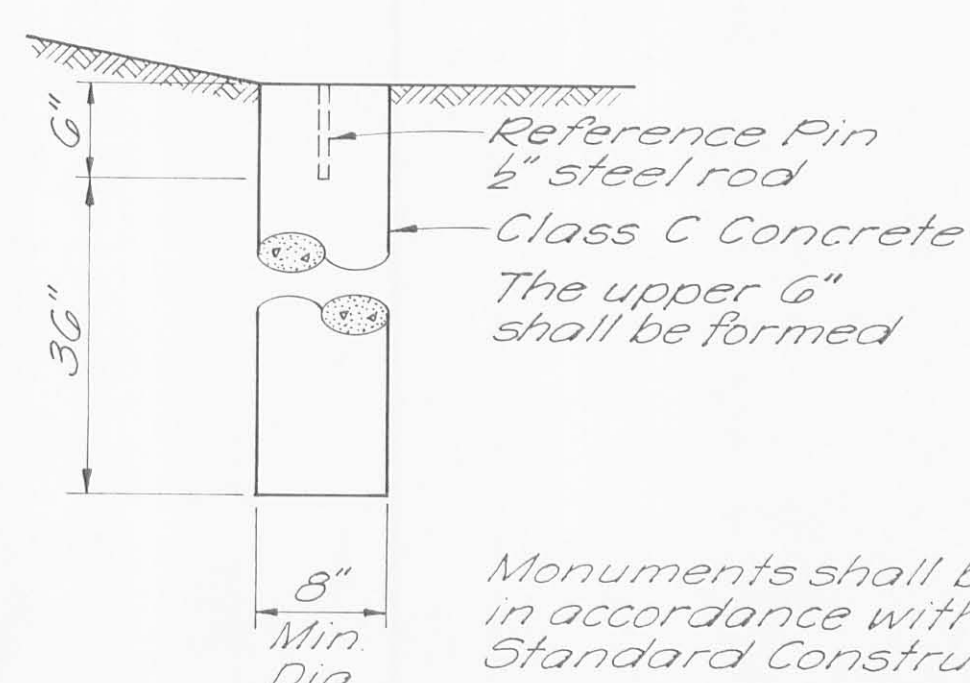 6"
Reference Pin
½" steel rod
Class C Concrete
36"
The upper 6"
shall be formed
8"
Min.
Dia.
Monuments shall
in accordance with
Standard